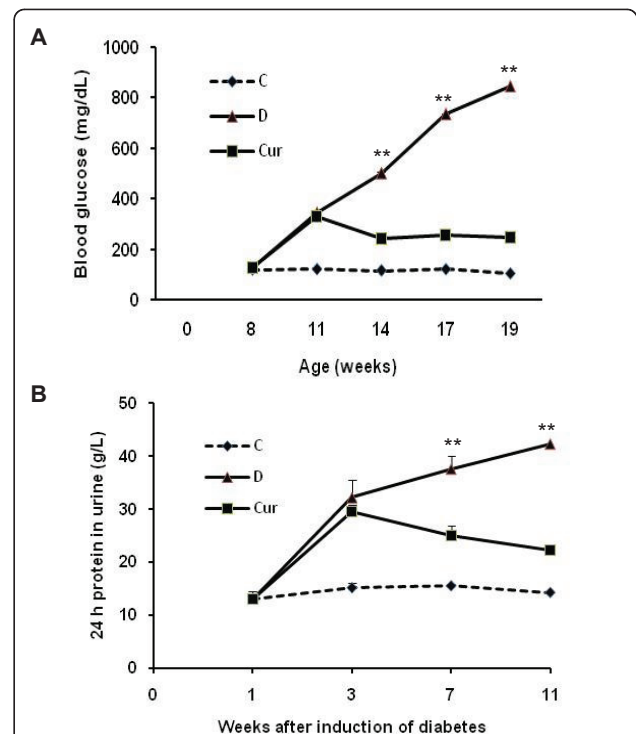 A
Blood glucose (mg/dL)
1000
800
600
400
200
0
C
D
Cur
**
**
**
0 8 11 14 17 19
Age (weeks)
B
24 h protein in urine (g/L)
50
40
30
20
10
0
C
D
Cur
**
**
0 1 3 7 11
Weeks after induction of diabetes